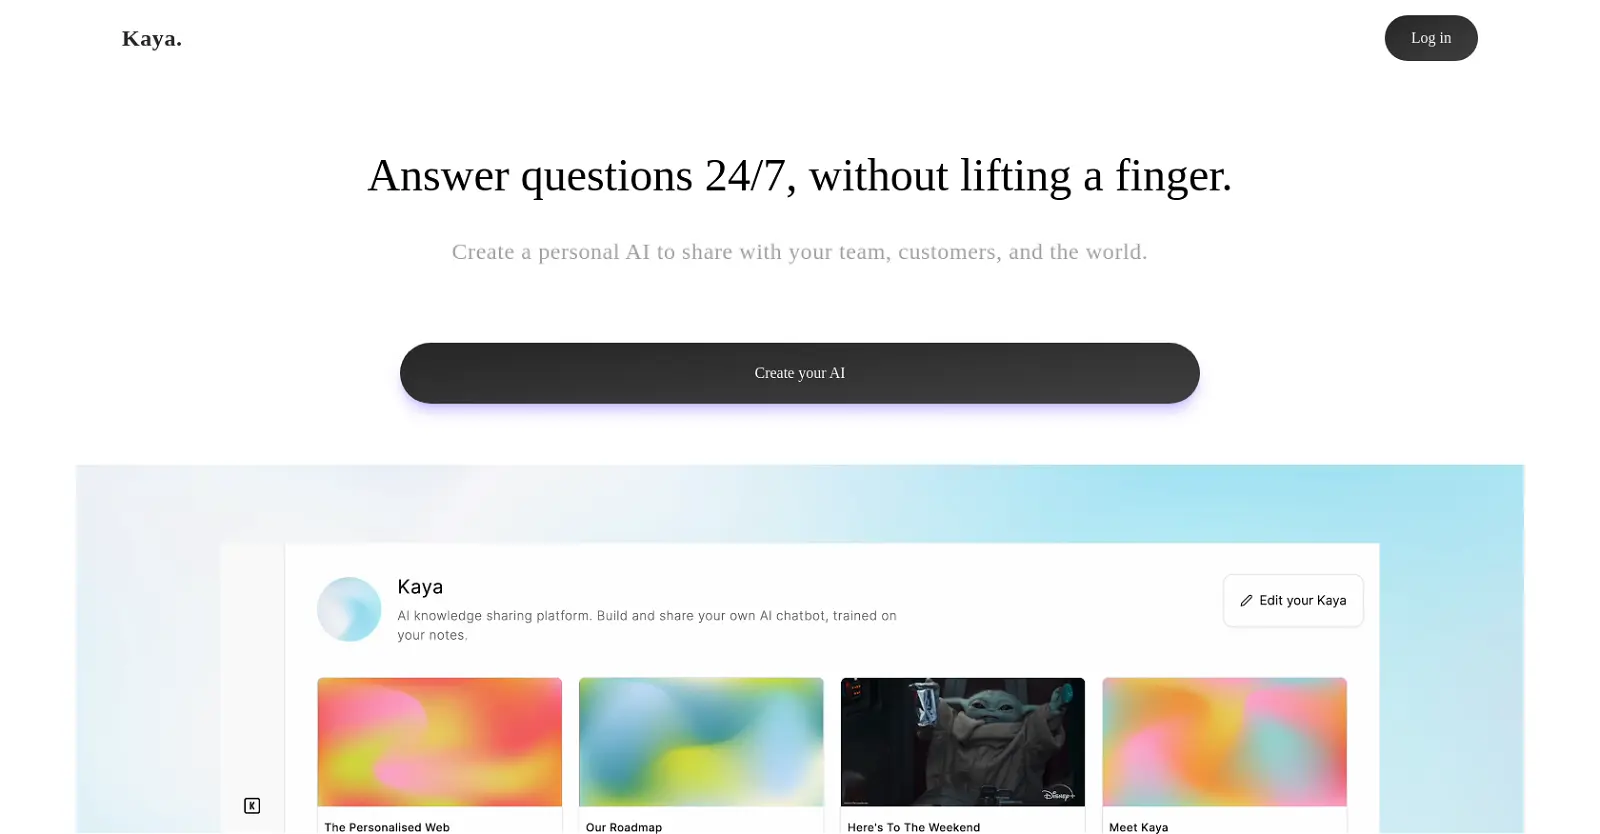 Kaya.
Log in
Answer questions 24/7, without lifting a finger.
Create a personal AI to share with your team, customers, and the world.
Create your AI
Kaya
AI knowledge sharing platform. Build and share your own AI chatbot, trained on
your notes.
Edit your Kaya
Disney+
K
The Personalised Web
Our Roadmap
Here's To The Weekend
Meet Kaya